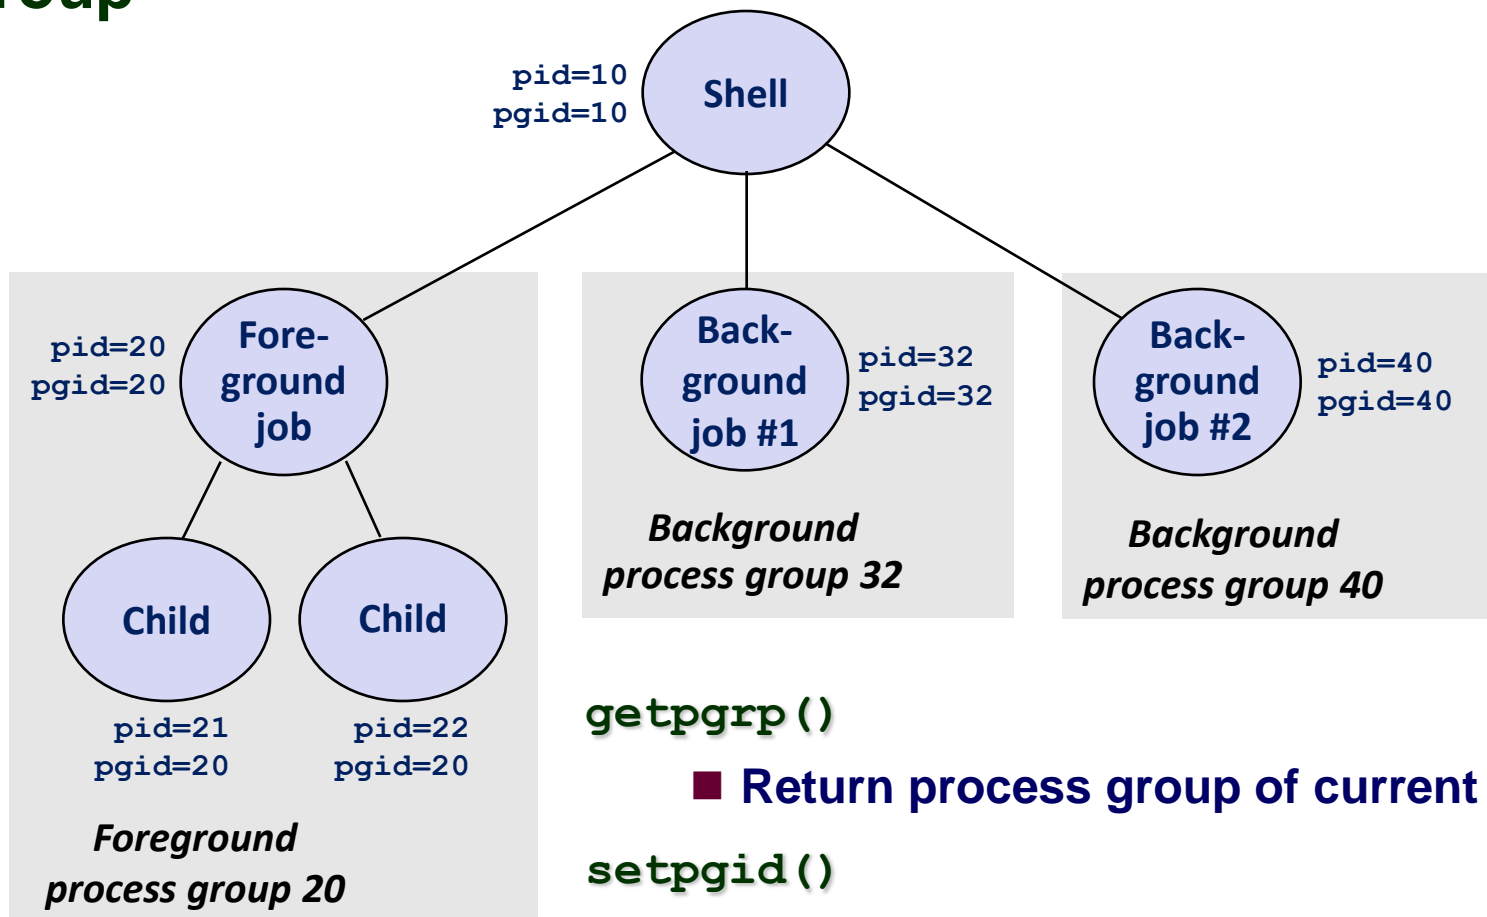 pid=10
pgid=10
Shell
pid=20
pgid=20
Fore-
ground
job
Back-
ground
job #1
pid=32
pgid=32
Back-
ground
job #2
pid=40
pgid=40
Background
process group 32
Background
process group 40
Child
Child
pid=21
pgid=20
pid=22
pgid=20
Foreground
process group 20
getpgrp()
■ Return process group of current
setpgid()